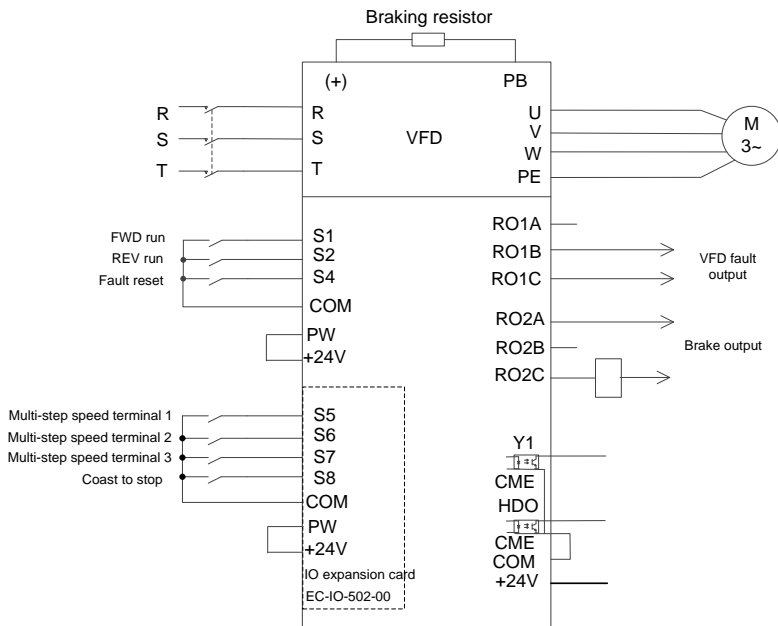 Braking resistor
(+)
PB
R
S
T
R
S
T
VFD
U
V
W
PE
M
3~
FWD run
REV run
Fault reset
S1
S2
S4
COM
PW
+24V
RO1A
RO1B
RO1C
VFD fault
output
RO2A
RO2B
RO2C
Brake output
Multi-step speed terminal 1
Multi-step speed terminal 2
Multi-step speed terminal 3
Coast to stop
S5
S6
S7
S8
COM
PW
+24V
IO expansion card
EC-IO-502-00
Y1
CME
HDO
CME
COM
+24V